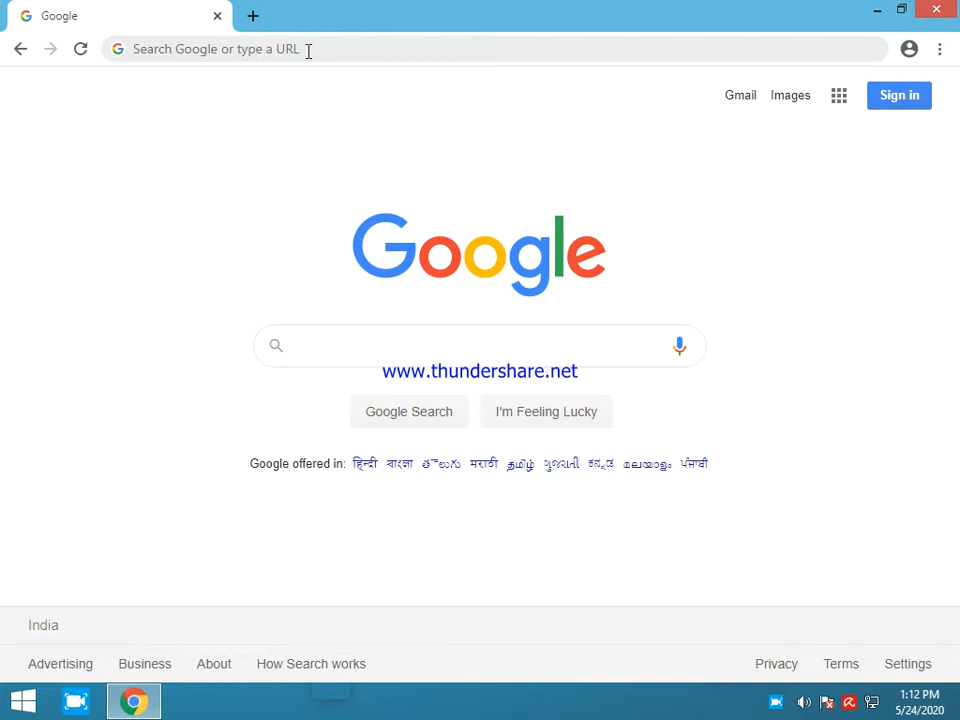 Google
Search Google or type a URL
Gmail Images Sign in
Google
www.thundershare.net
Google Search I'm Feeling Lucky
Google offered in: हिन्दी বাংলা తెలుగు मराठी தமிழ் ગુજરાતી ಕನ್ನಡ മലയാളം ਪੰਜਾਬੀ
India
Advertising Business About How Search works Privacy Terms Settings
1:12 PM
5/24/2020